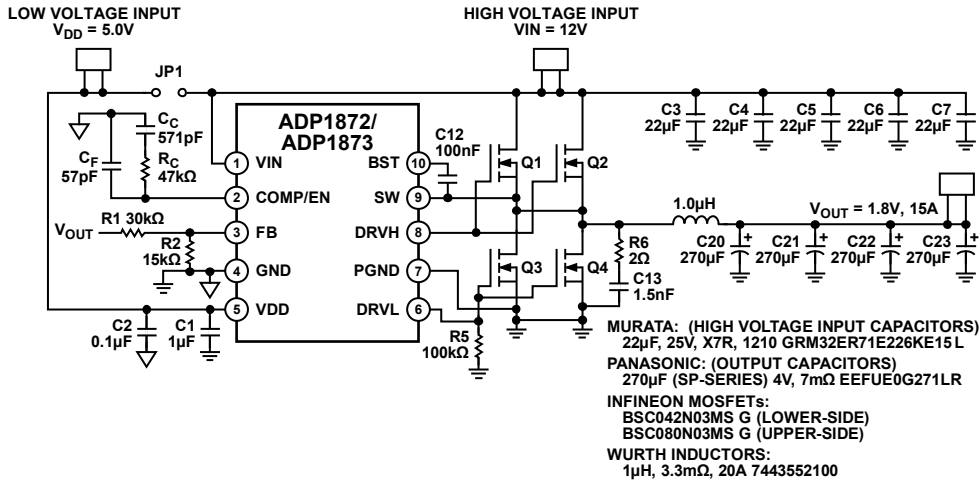 LOW VOLTAGE INPUT
VDD = 5.0V
HIGH VOLTAGE INPUT
VIN = 12V
JP1
CC
571pF
CF
57pF
RC
47kΩ
R1 30kΩ
VOUT
R2
15kΩ
C2
0.1µF
C1
1µF
ADP1872/
ADP1873
1 VIN
2 COMP/EN
3 FB
4 GND
5 VDD
BST 10
SW 9
DRVH 8
PGND 7
DRVL 6
C12
100nF
Q1
Q2
Q3
Q4
R5
100kΩ
R6
2Ω
C13
1.5nF
1.0µH
C3
22µF
C4
22µF
C5
22µF
C6
22µF
C7
22µF
VOUT = 1.8V, 15A
C20
270µF
+
C21
270µF
+
C22
270µF
+
C23
270µF
+
MURATA: (HIGH VOLTAGE INPUT CAPACITORS)
22µF, 25V, X7R, 1210 GRM32ER71E226KE15L
PANASONIC: (OUTPUT CAPACITORS)
270µF (SP-SERIES) 4V, 7mΩ EEFUE0G271LR
INFINEON MOSFETs:
BSC042N03MS G (LOWER-SIDE)
BSC080N03MS G (UPPER-SIDE)
WURTH INDUCTORS:
1µH, 3.3mΩ, 20A 7443552100